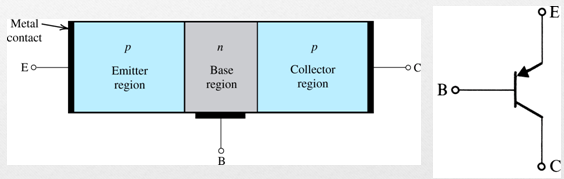 Metal
contact
p
n
p
E
Emitter
region
Base
region
Collector
region
C
B
E
B
C